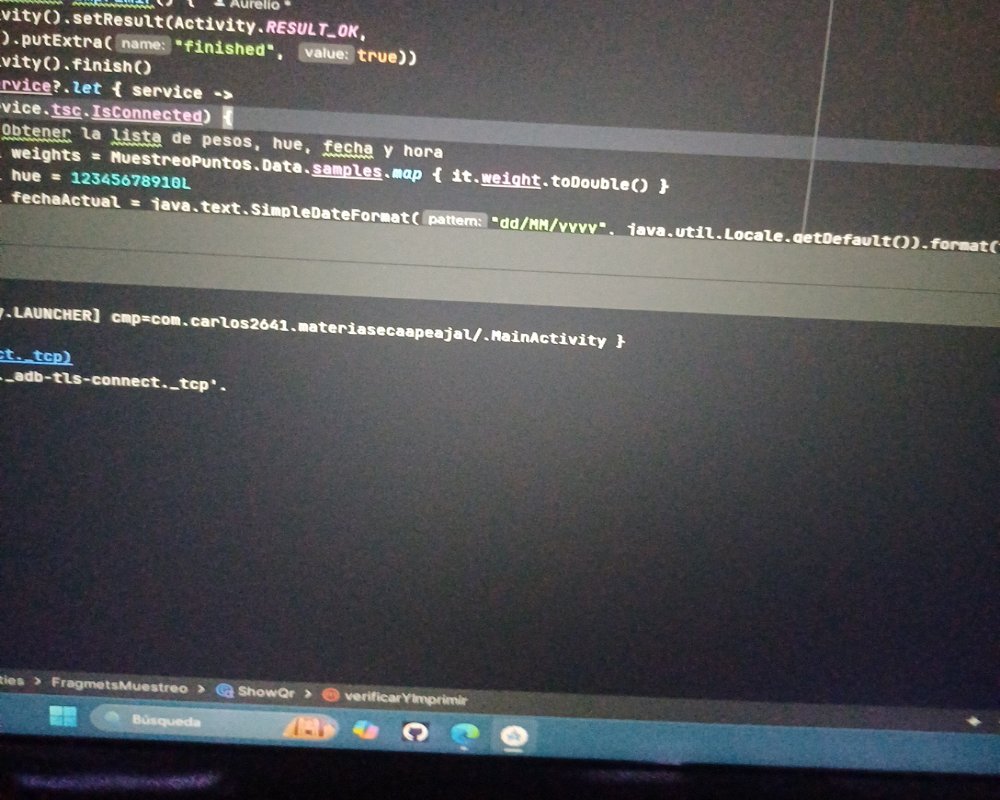 () { Aurelio *
vity().setResult(Activity.RESULT_OK,
).putExtra( name: "finished", value: true))
vity().finish()
rvice?.let { service ->
vice.tsc.IsConnected) {
Obtener la lista de pesos, hue, fecha y hora
weights = MuestreoPuntos.Data.samples.map { it.weight.toDouble() }
hue = 12345678910L
fechaActual = java.text.SimpleDateFormat( pattern: "dd/MM/yyyy", java.util.Locale.getDefault()).format(
y.LAUNCHER] cmp=com.carlos2641.materiasecaapeajal/.MainActivity }
ct._tcp)
._adb-tls-connect._tcp'.
ties > FragmetsMuestreo > ShowQr > verificarYImprimir
Búsqueda